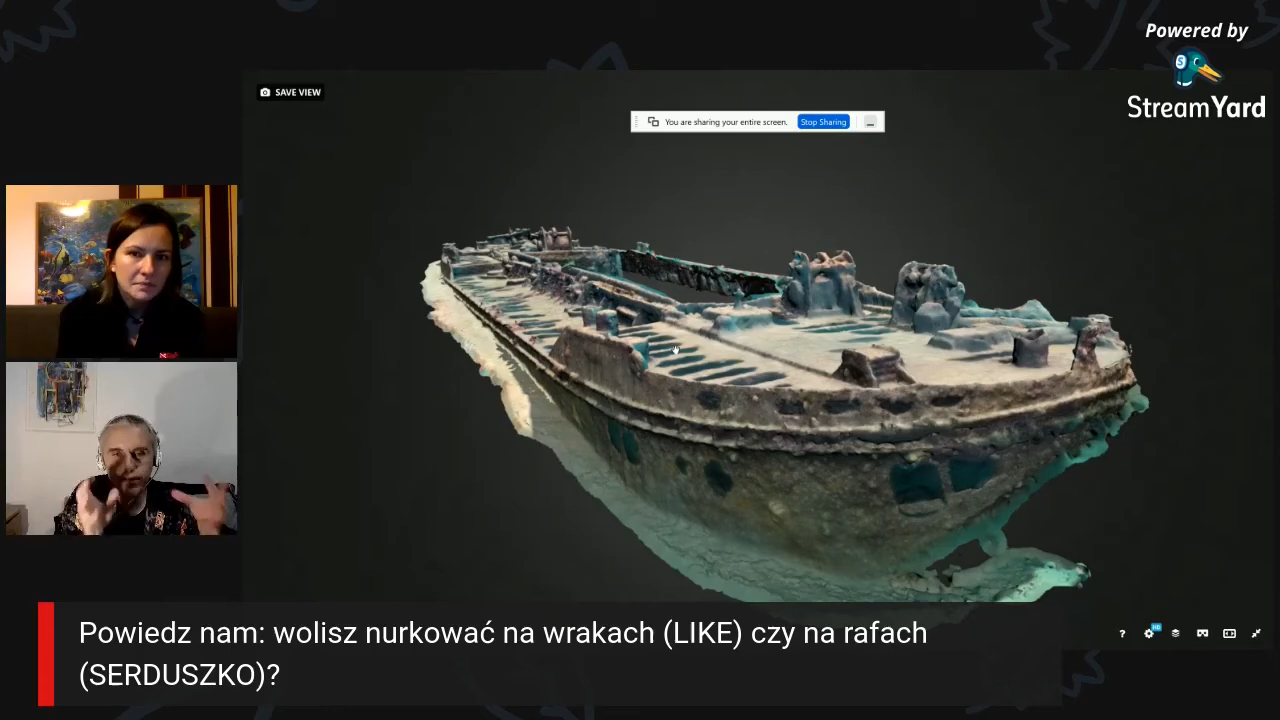 Powered by
StreamYard
SAVE VIEW
You are sharing your entire screen.
Stop Sharing
HD
Powiedz nam: wolisz nurkować na wrakach (LIKE) czy na rafach
(SERDUSZKO)?